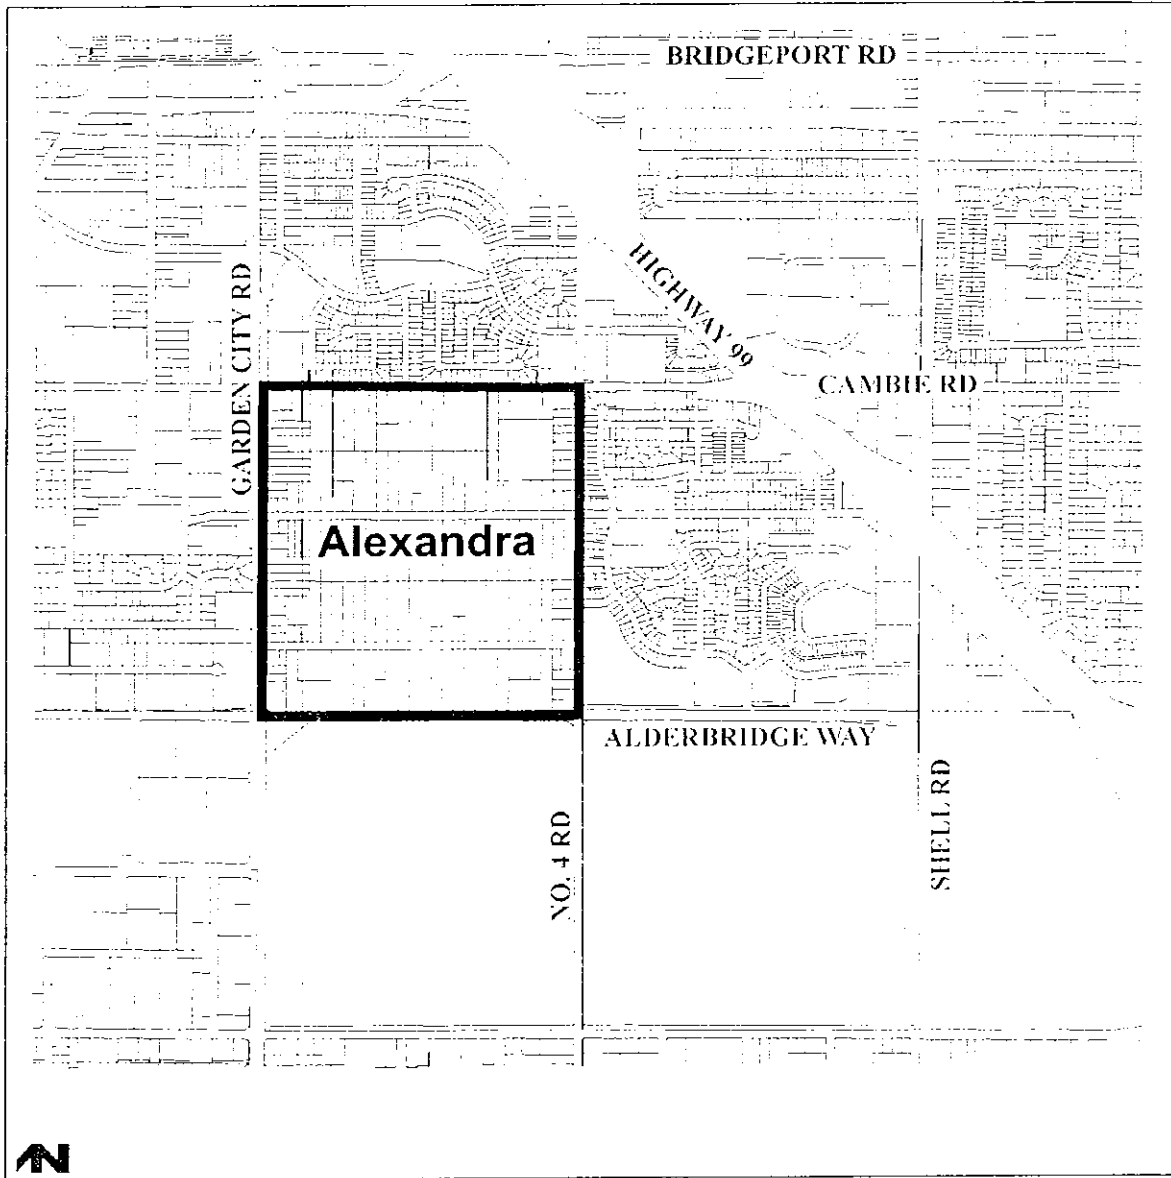 BRIDGEPORT RD
HIGHWAY 99
GARDEN CITY RD
CAMBIE RD
Alexandra
ALDERBRIDGE WAY
NO. 4 RD
SHELL RD
N